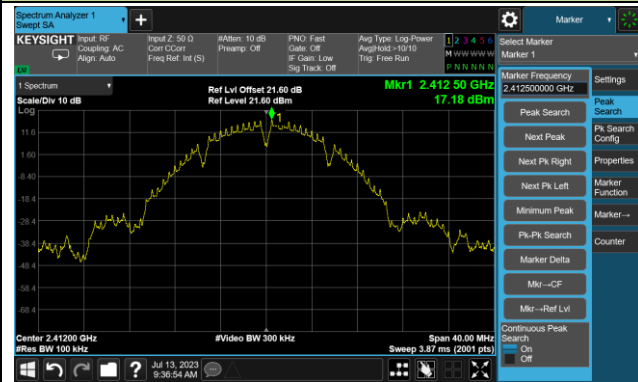 Spectrum Analyzer 1
Swept SA
Marker
KEYSIGHT
Input: RF
Coupling: AC
Align: Auto
Input Z: 50 Ω
Corr CCorr
Freq Ref: Int (S)
#Atten: 10 dB
Preamp: Off
PNO: Fast
Gate: Off
IF Gain: Low
Sig Track: Off
Avg Type: Log-Power
Avg|Hold:>10/10
Trig: Free Run
1 2 3 4 5 6
M W W W W W
P N N N N N
Select Marker
Marker 1
1 Spectrum
Scale/Div 10 dB
Log
Ref Lvl Offset 21.60 dB
Ref Level 21.60 dBm
Mkr1 2.412 50 GHz
17.18 dBm
1
11.6
1.60
-8.40
-18.4
-28.4
-38.4
-48.4
-58.4
-68.4
Center 2.41200 GHz
#Res BW 100 kHz
#Video BW 300 kHz
Span 40.00 MHz
Sweep 3.87 ms (2001 pts)
Marker Frequency
2.412500000 GHz
Peak Search
Next Peak
Next Pk Right
Next Pk Left
Minimum Peak
Pk-Pk Search
Marker Delta
Mkr→CF
Mkr→Ref Lvl
Continuous Peak
Search
On
Off
Settings
Peak
Search
Pk Search
Config
Properties
Marker
Function
Marker→
Counter
Jul 13, 2023
9:36:54 AM